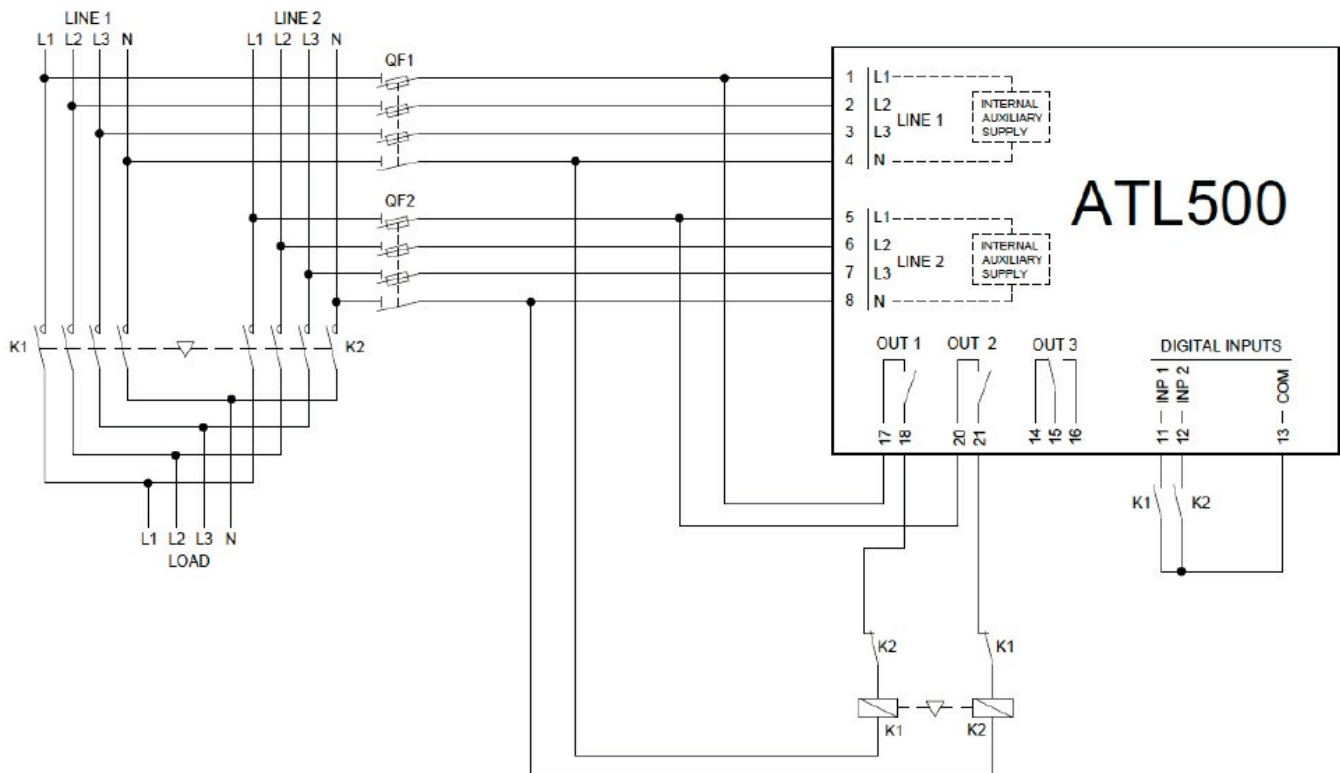 LINE 1 LINE 2
L1 L2 L3 N L1 L2 L3 N
QF1
1 L1
2 L2
3 L3
4 N
LINE 1
INTERNAL
AUXILIARY
SUPPLY
ATL500
QF2
5 L1
6 L2
7 L3
8 N
LINE 2
INTERNAL
AUXILIARY
SUPPLY
K1 K2
OUT 1 OUT 2 OUT 3
DIGITAL INPUTS
INP 1 INP 2 COM
17 18 20 21 14 15 16 11 12 13
K1 K2
L1 L2 L3 N
LOAD
K2 K1
K1 K2